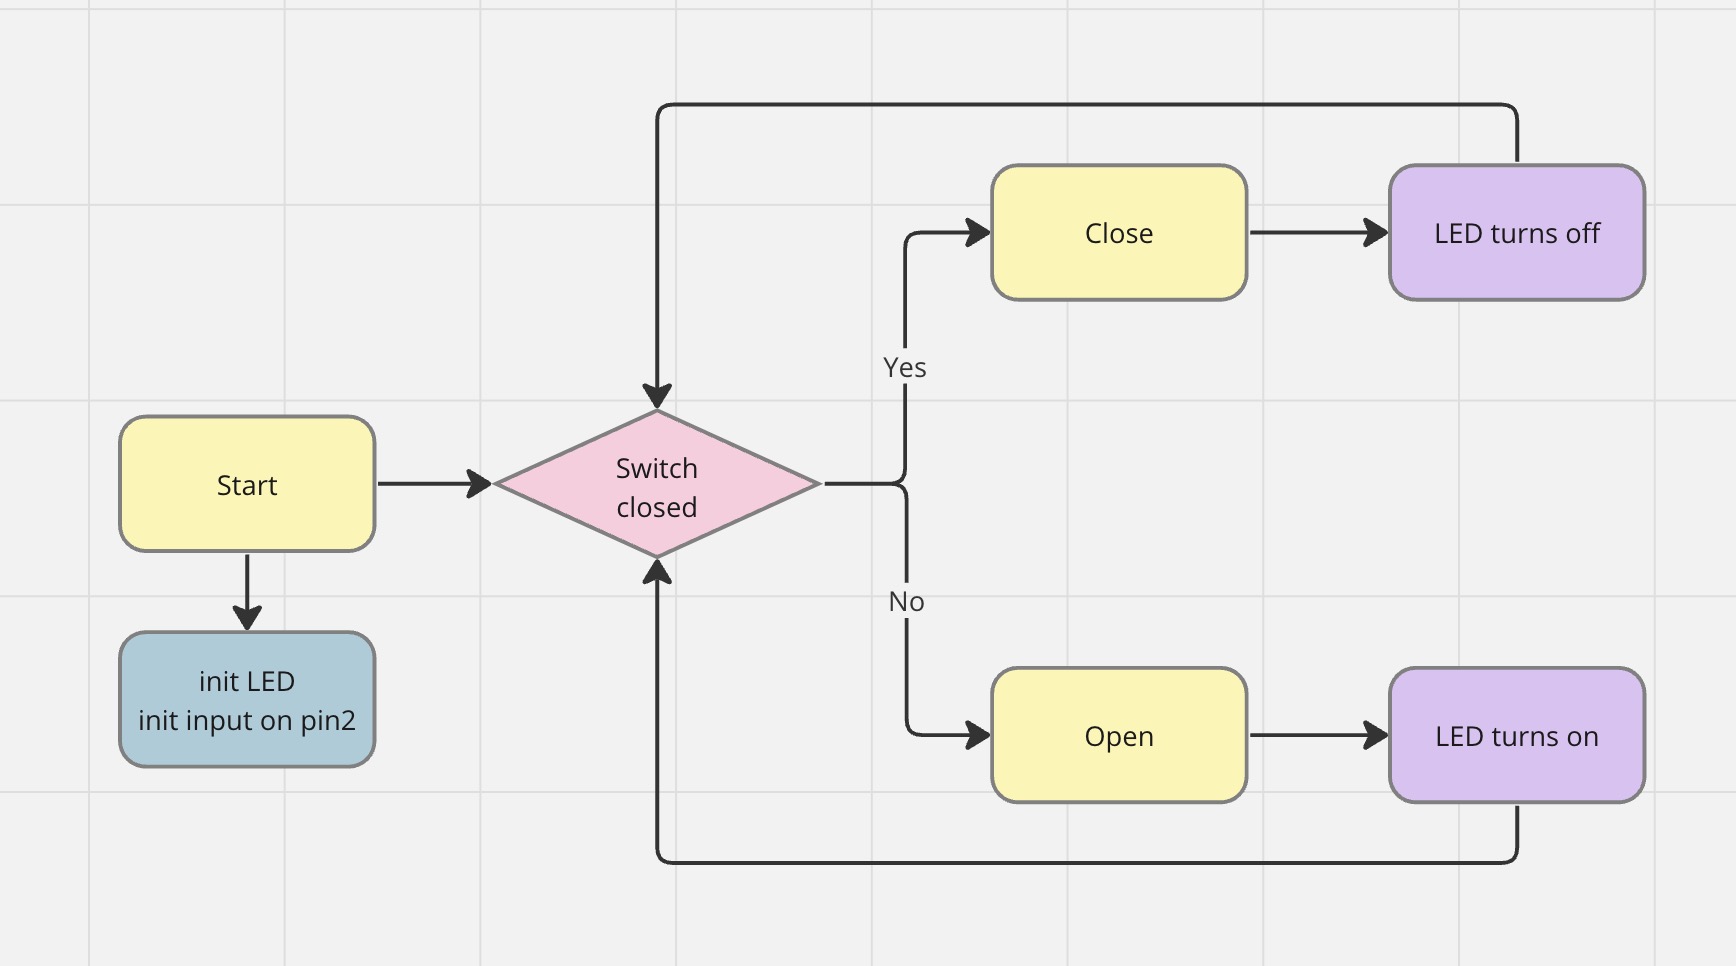 Close
LED turns off
Yes
Start
Switch
closed
No
init LED
init input on pin2
Open
LED turns on